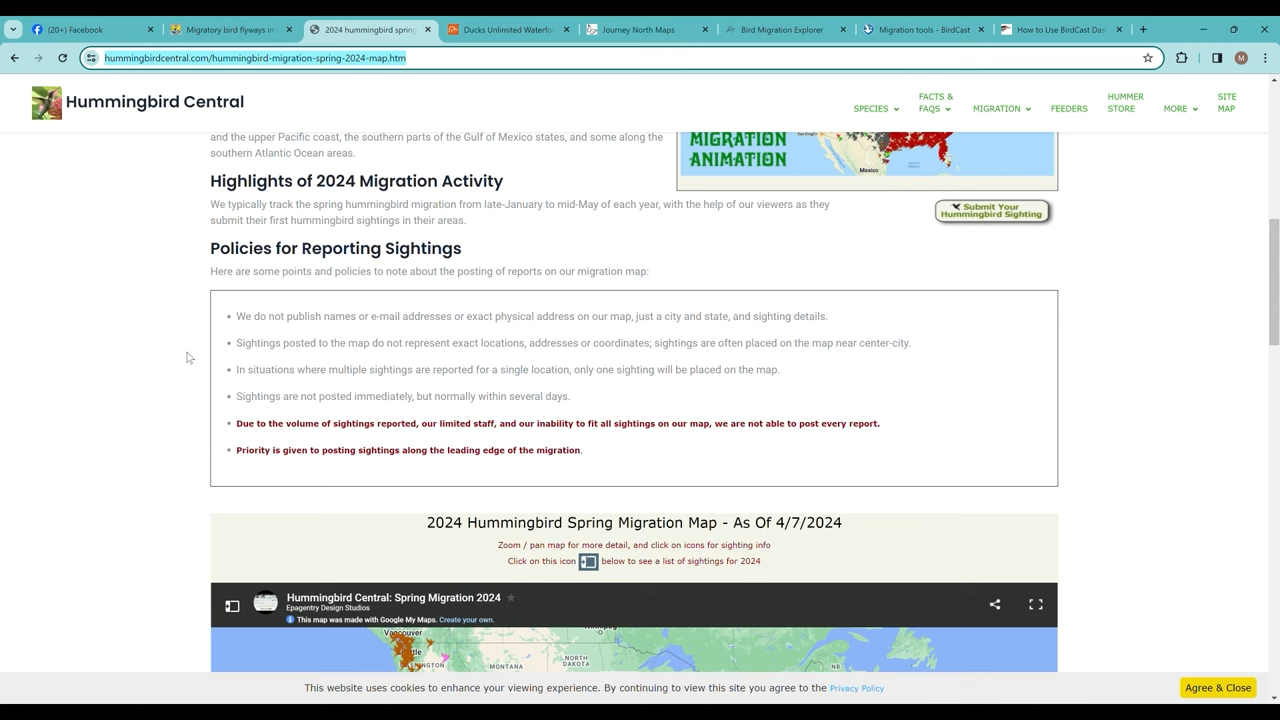 (20+) Facebook
Migratory bird flyways in
2024 hummingbird spring
Ducks Unlimited Waterfo
Journey North Maps
Bird Migration Explorer
Migration tools - BirdCast
How to Use BirdCast Das
hummingbirdcentral.com/hummingbird-migration-spring-2024-map.htm
M
Hummingbird Central
SPECIES
FACTS & FAQS
MIGRATION
FEEDERS
HUMMER STORE
MORE
SITE MAP
and the upper Pacific coast, the southern parts of the Gulf of Mexico states, and some along the
southern Atlantic Ocean areas.
MIGRATION
ANIMATION
Mexico
Highlights of 2024 Migration Activity
We typically track the spring hummingbird migration from late-January to mid-May of each year, with the help of our viewers as they
submit their first hummingbird sightings in their areas.
Submit Your
Hummingbird Sighting
Policies for Reporting Sightings
Here are some points and policies to note about the posting of reports on our migration map:
• We do not publish names or e-mail addresses or exact physical address on our map, just a city and state, and sighting details.
• Sightings posted to the map do not represent exact locations, addresses or coordinates; sightings are often placed on the map near center-city.
• In situations where multiple sightings are reported for a single location, only one sighting will be placed on the map.
• Sightings are not posted immediately, but normally within several days.
• Due to the volume of sightings reported, our limited staff, and our inability to fit all sightings on our map, we are not able to post every report.
• Priority is given to posting sightings along the leading edge of the migration.
2024 Hummingbird Spring Migration Map - As Of 4/7/2024
Zoom / pan map for more detail, and click on icons for sighting info
Click on this icon below to see a list of sightings for 2024
Hummingbird Central: Spring Migration 2024
Epagentry Design Studios
This map was made with Google My Maps. Create your own.
Vancouver
MONTANA
NORTH
DAKOTA
NB
This website uses cookies to enhance your viewing experience. By continuing to view this site you agree to the Privacy Policy
Agree & Close